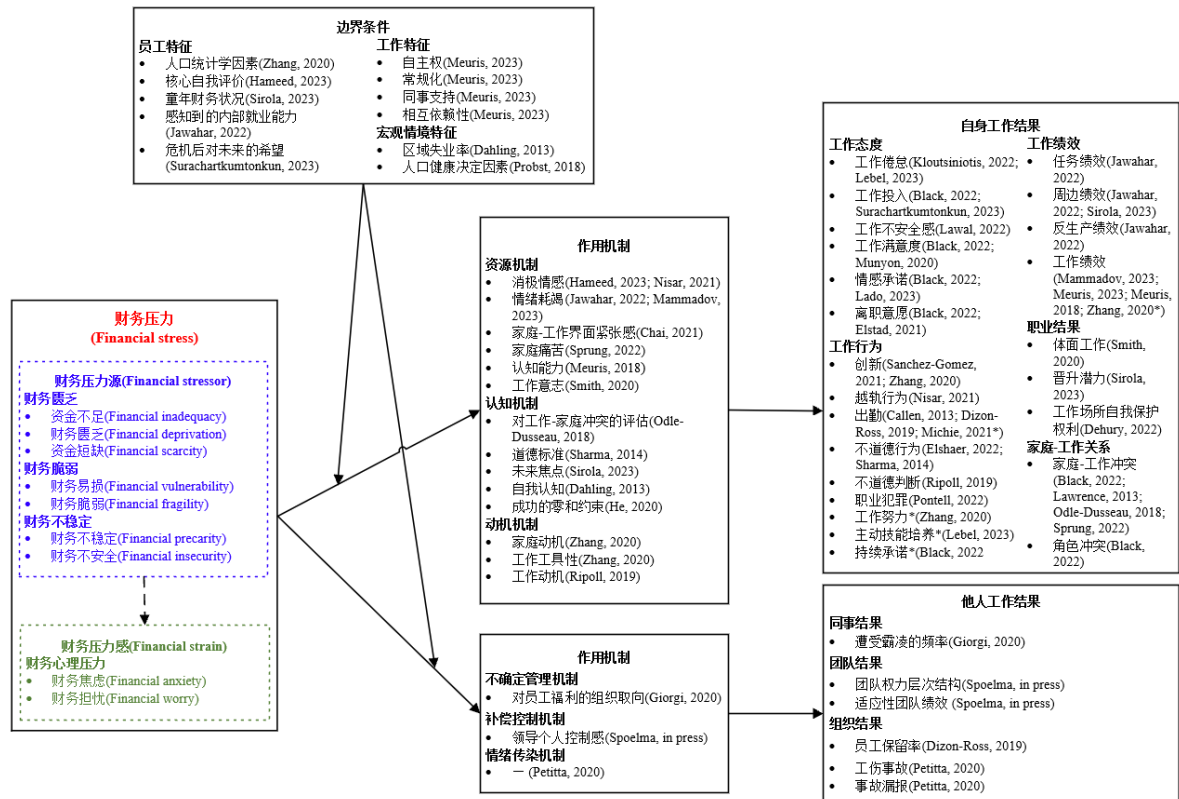 边界条件
员工特征
• 人口统计学因素(Zhang, 2020)
• 核心自我评价(Hameed, 2023)
• 童年财务状况(Sirola, 2023)
• 感知到的内部就业能力
(Jawahar, 2022)
• 危机后对未来的希望
(Surachartkumtonkun, 2023)
工作特征
• 自主权(Meuris, 2023)
• 常规化(Meuris, 2023)
• 同事支持(Meuris, 2023)
• 相互依赖性(Meuris, 2023)
宏观情境特征
• 区域失业率(Dahling, 2013)
• 人口健康决定因素(Probst, 2018)
财务压力
(Financial stress)
财务压力源(Financial stressor)
财务匮乏
• 资金不足(Financial inadequacy)
• 财务匮乏(Financial deprivation)
• 资金短缺(Financial scarcity)
财务脆弱
• 财务易损(Financial vulnerability)
• 财务脆弱(Financial fragility)
财务不稳定
• 财务不稳定(Financial precarity)
• 财务不安全(Financial insecurity)
财务压力感(Financial strain)
财务心理压力
• 财务焦虑(Financial anxiety)
• 财务担忧(Financial worry)
作用机制
资源机制
• 消极情感(Hameed, 2023; Nisar, 2021)
• 情绪耗竭(Jawahar, 2022; Mammadov,
2023)
• 家庭-工作界面紧张感(Chai, 2021)
• 家庭痛苦(Sprung, 2022)
• 认知能力(Meuris, 2018)
• 工作意志(Smith, 2020)
认知机制
• 对工作-家庭冲突的评估(Odle-
Dusseau, 2018)
• 道德标准(Sharma, 2014)
• 未来焦点(Sirola, 2023)
• 自我认知(Dahling, 2013)
• 成功的零和约束(He, 2020)
动机机制
• 家庭动机(Zhang, 2020)
• 工作工具性(Zhang, 2020)
• 工作动机(Ripoll, 2019)
作用机制
不确定管理机制
• 对员工福利的组织取向(Giorgi, 2020)
补偿控制机制
• 领导个人控制感(Spoelma, in press)
情绪传染机制
• — (Petitta, 2020)
自身工作结果
工作态度
• 工作倦怠(Kloutsiniotis, 2022;
Lebel, 2023)
• 工作投入(Black, 2022;
Surachartkumtonkun, 2023)
• 工作不安全感(Lawal, 2022)
• 工作满意度(Black, 2022;
Munyon, 2020)
• 情感承诺(Black, 2022;
Lado, 2023)
• 离职意愿(Black, 2022;
Elstad, 2021)
工作行为
• 创新(Sanchez-Gomez,
2021; Zhang, 2020)
• 越轨行为(Nisar, 2021)
• 出勤(Callen, 2013; Dizon-
Ross, 2019; Michie, 2021*)
• 不道德行为(Elshaer, 2022;
Sharma, 2014)
• 不道德判断(Ripoll, 2019)
• 职业犯罪(Pontell, 2022)
• 工作努力*(Zhang, 2020)
• 主动技能培养*(Lebel, 2023)
• 持续承诺*(Black, 2022
工作绩效
• 任务绩效(Jawahar,
2022)
• 周边绩效(Jawahar,
2022; Sirola, 2023)
• 反生产绩效(Jawahar,
2022)
• 工作绩效
(Mammadov, 2023;
Meuris, 2023; Meuris,
2018; Zhang, 2020*)
职业结果
• 体面工作(Smith,
2020)
• 晋升潜力(Sirola,
2023)
• 工作场所自我保护
权利(Dehury, 2022)
家庭-工作关系
• 家庭-工作冲突
(Black, 2022;
Lawrence, 2013;
Odle-Dusseau, 2018;
Sprung, 2022)
• 角色冲突(Black,
2022)
他人工作结果
同事结果
• 遭受霸凌的频率(Giorgi, 2020)
团队结果
• 团队权力层次结构(Spoelma, in press)
• 适应性团队绩效 (Spoelma, in press)
组织结果
• 员工保留率(Dizon-Ross, 2019)
• 工伤事故(Petitta, 2020)
• 事故漏报(Petitta, 2020)